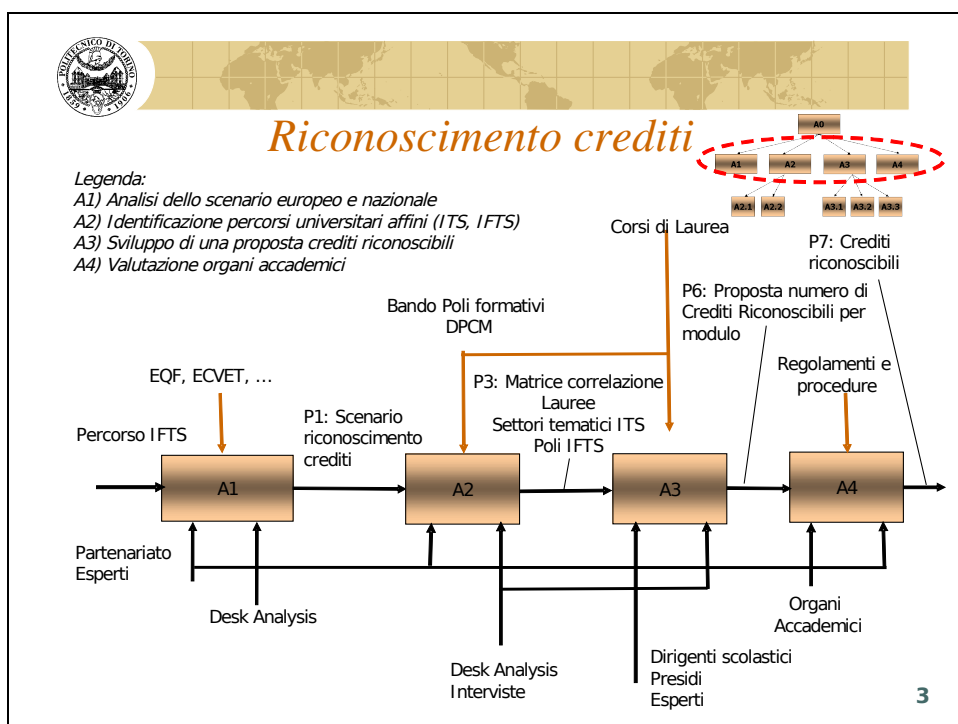 POLITECNICO DI TORINO
1859
1906
Riconoscimento crediti
A0
A1
A2
A3
A4
A2.1
A2.2
A3.1
A3.2
A3.3
Legenda:
A1) Analisi dello scenario europeo e nazionale
A2) Identificazione percorsi universitari affini (ITS, IFTS)
A3) Sviluppo di una proposta crediti riconoscibili
A4) Valutazione organi accademici
Corsi di Laurea
P7: Crediti
riconoscibili
Bando Poli formativi
DPCM
P6: Proposta numero di
Crediti Riconoscibili per
modulo
EQF, ECVET, ...
P3: Matrice correlazione
Lauree
Settori tematici ITS
Poli IFTS
Regolamenti e
procedure
Percorso IFTS
P1: Scenario
riconoscimento
crediti
A1
A2
A3
A4
Partenariato
Esperti
Desk Analysis
Organi
Accademici
Desk Analysis
Interviste
Dirigenti scolastici
Presidi
Esperti
3